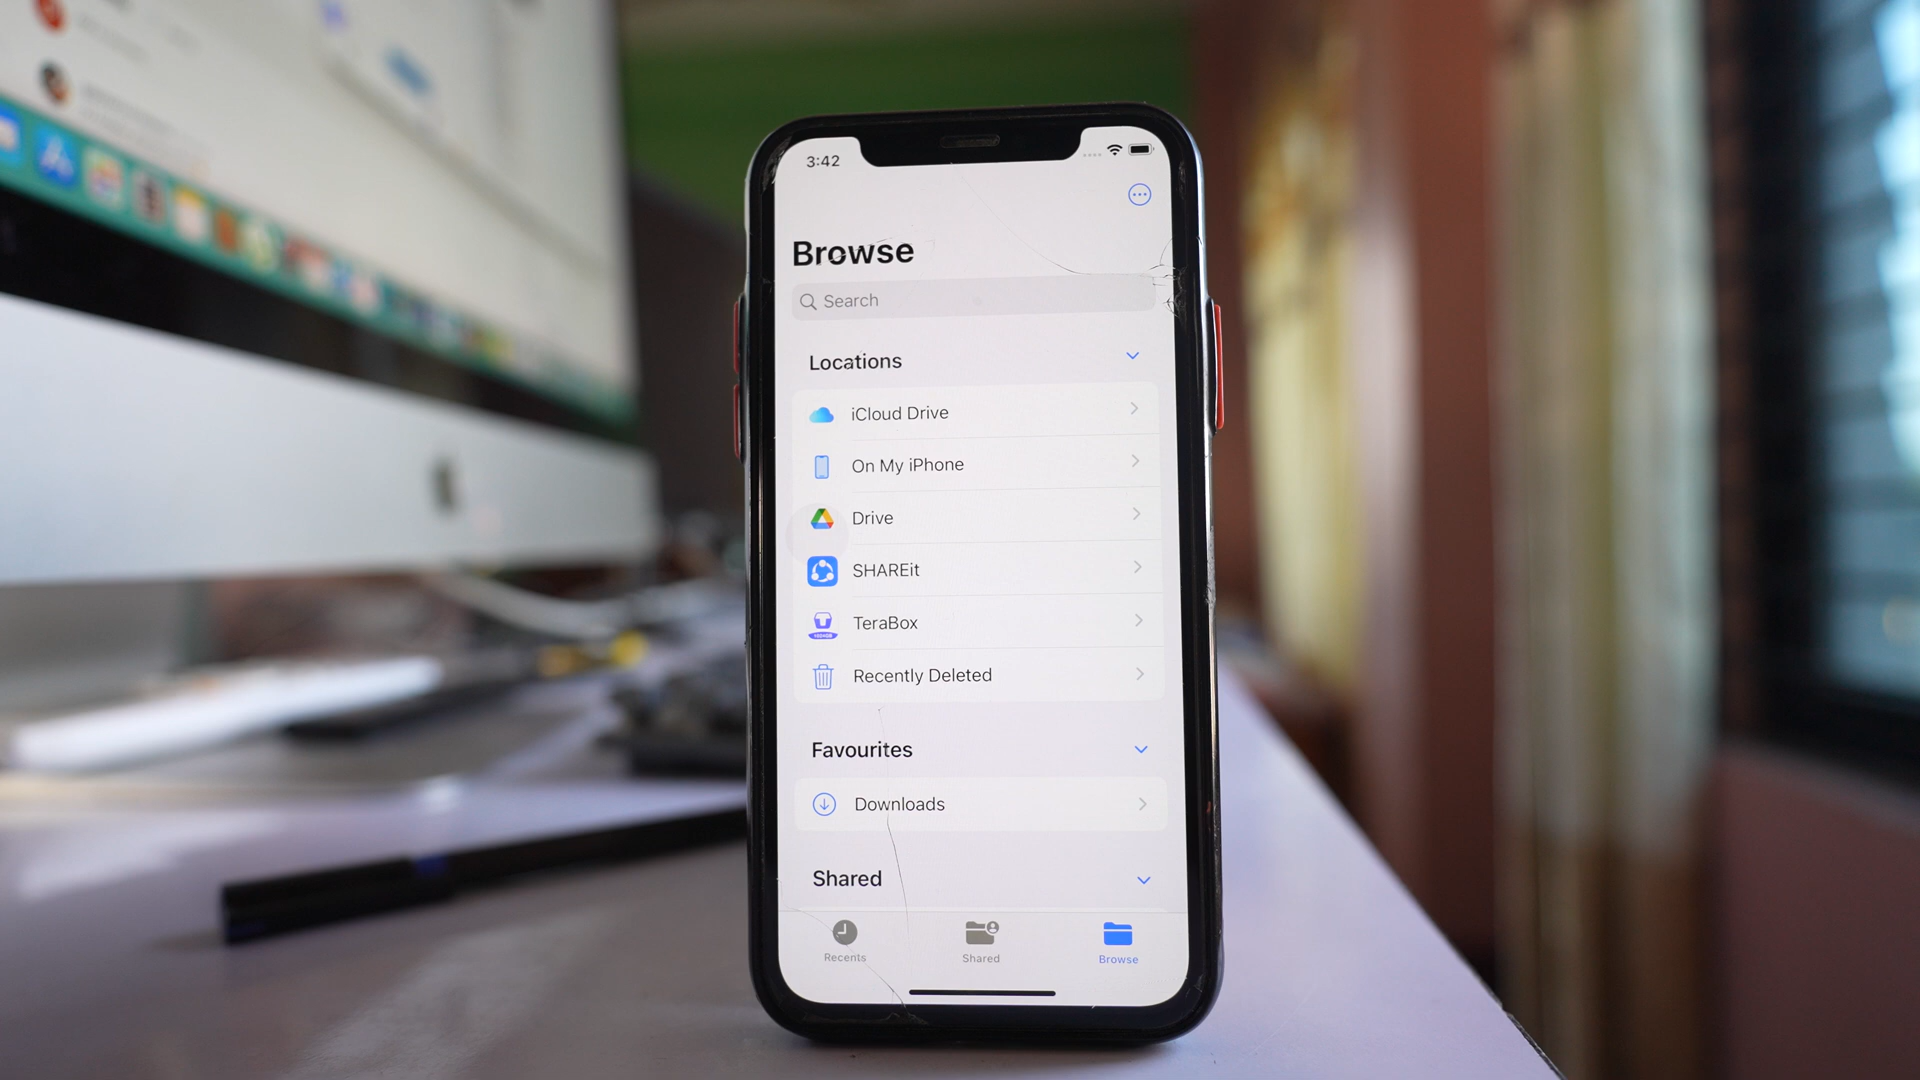 3:42
Browse
Search
Locations
iCloud Drive
On My iPhone
Drive
SHAREit
TeraBox
Recently Deleted
Favourites
Downloads
Shared
Recents
Shared
Browse